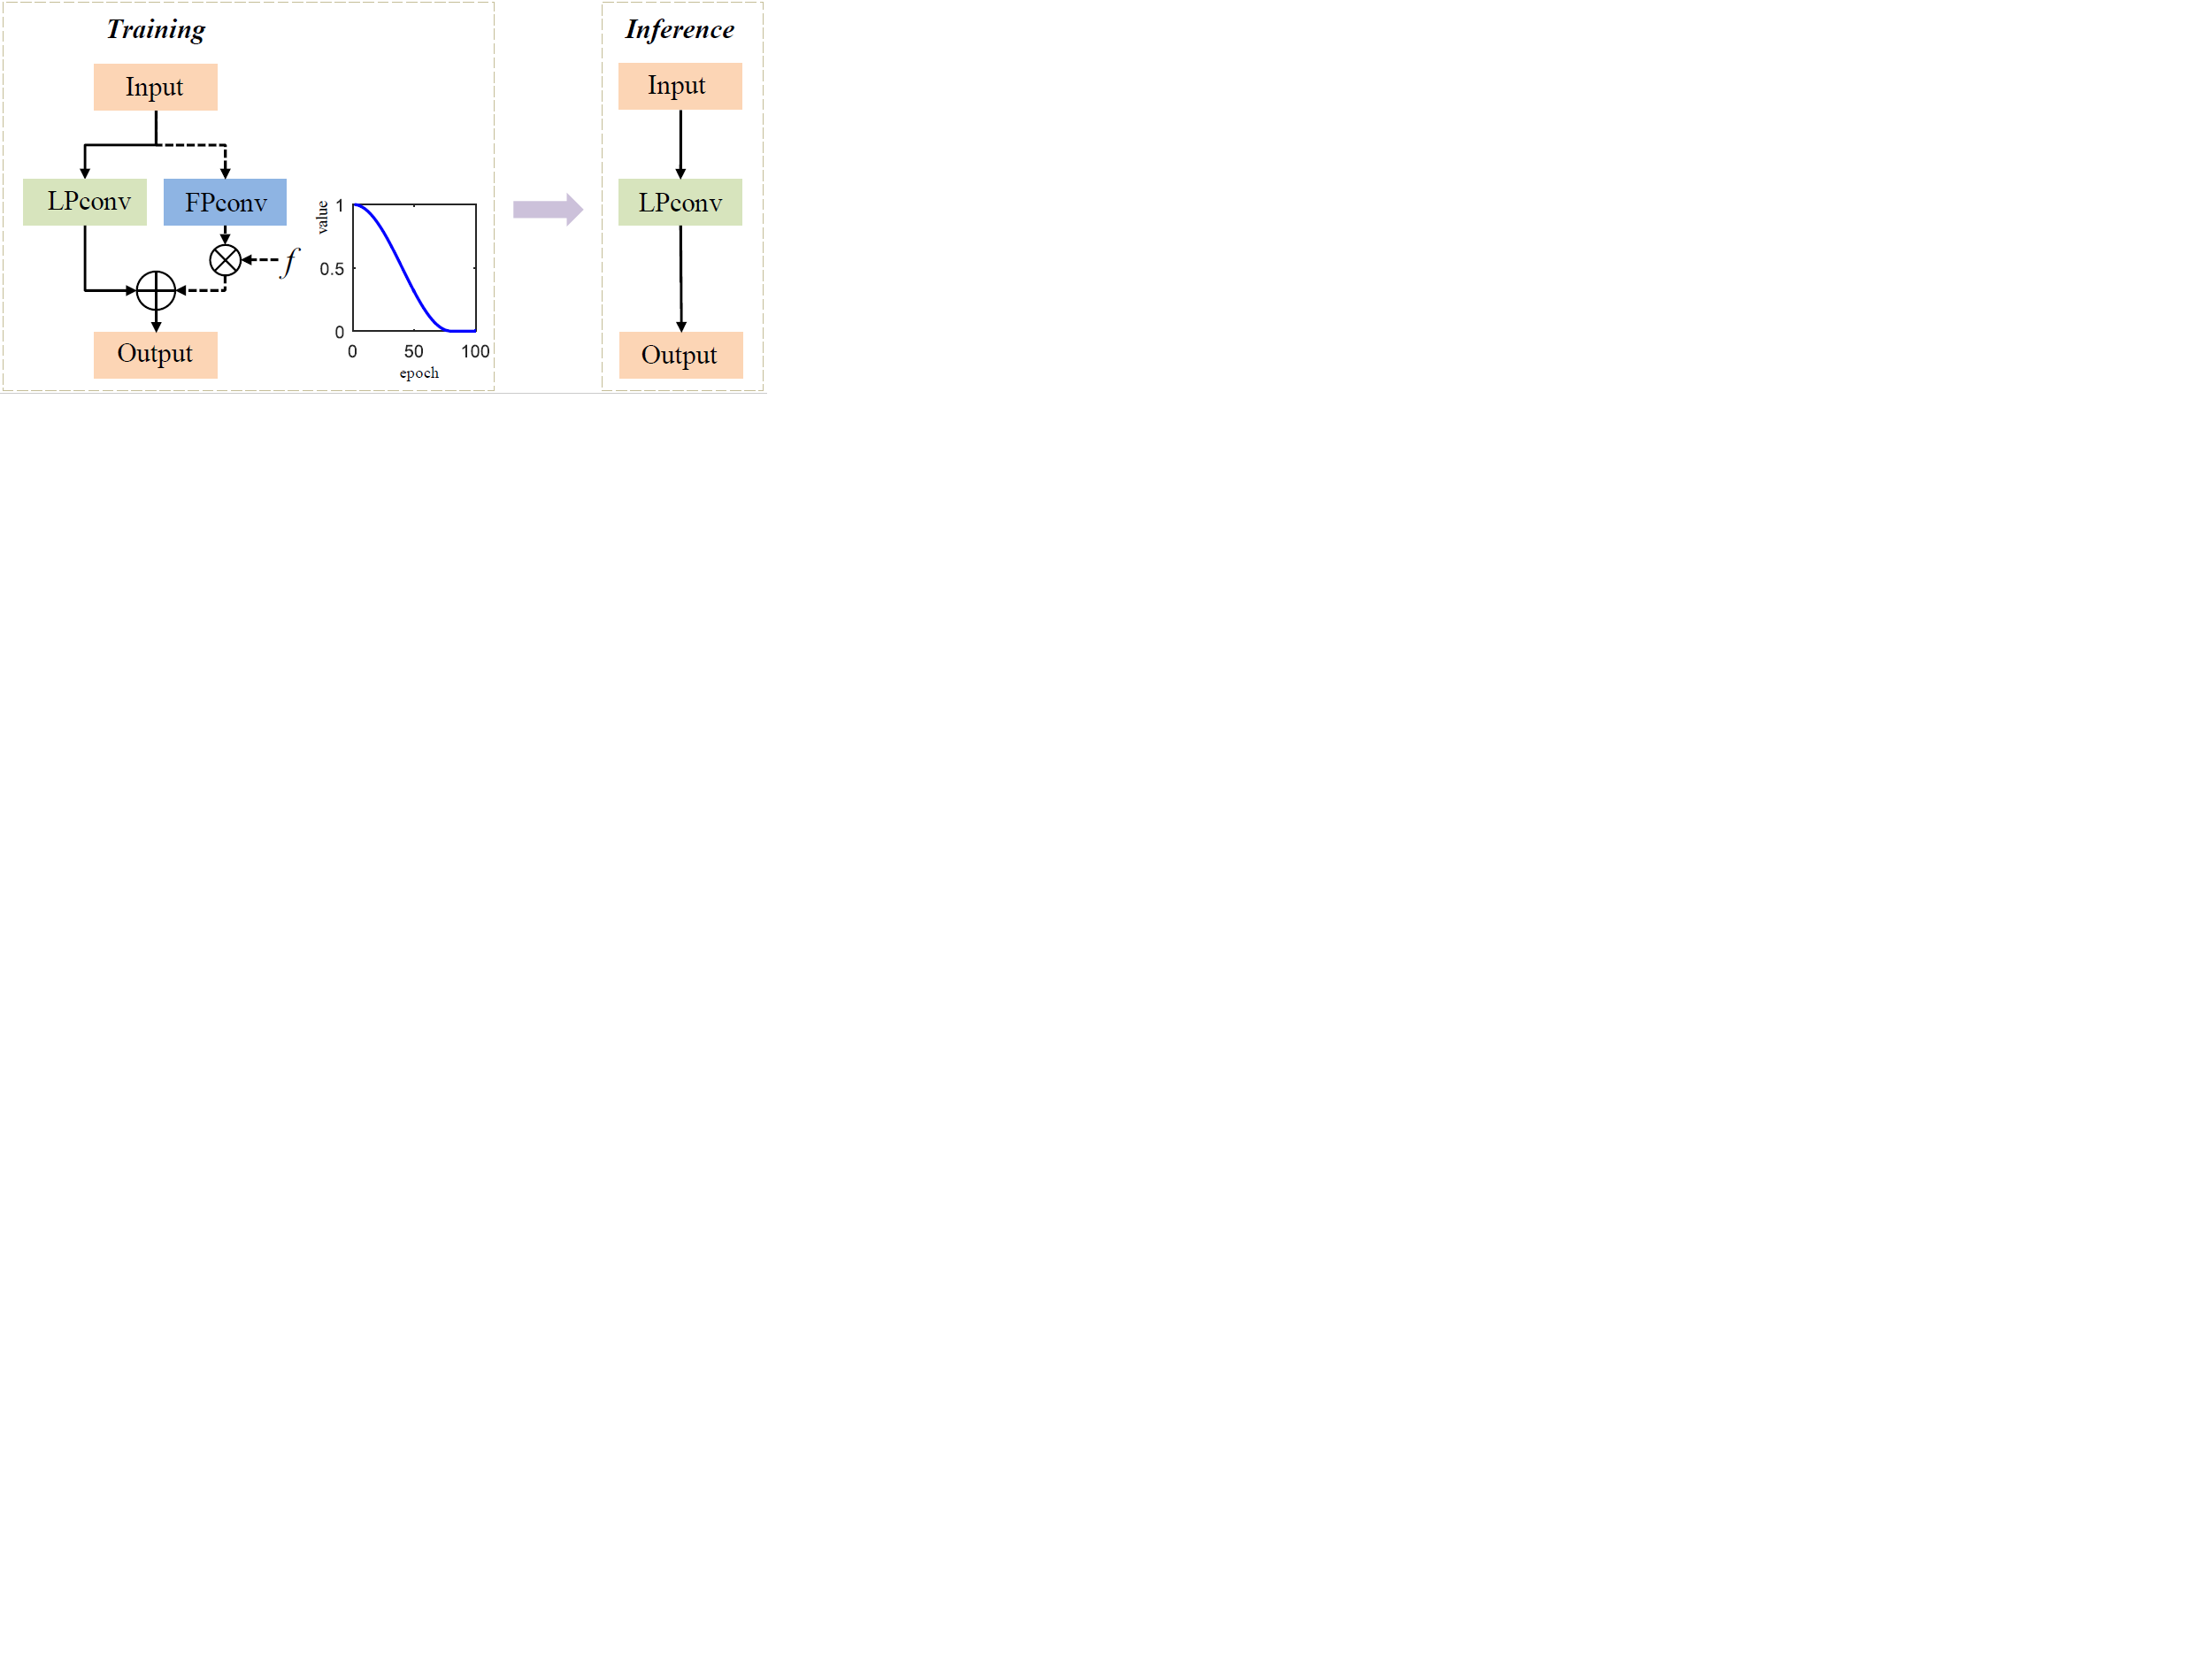 Training
Input
LPconv
FPconv
f
Output
value
1
0.5
0
0 50 100
epoch
Inference
Input
LPconv
Output